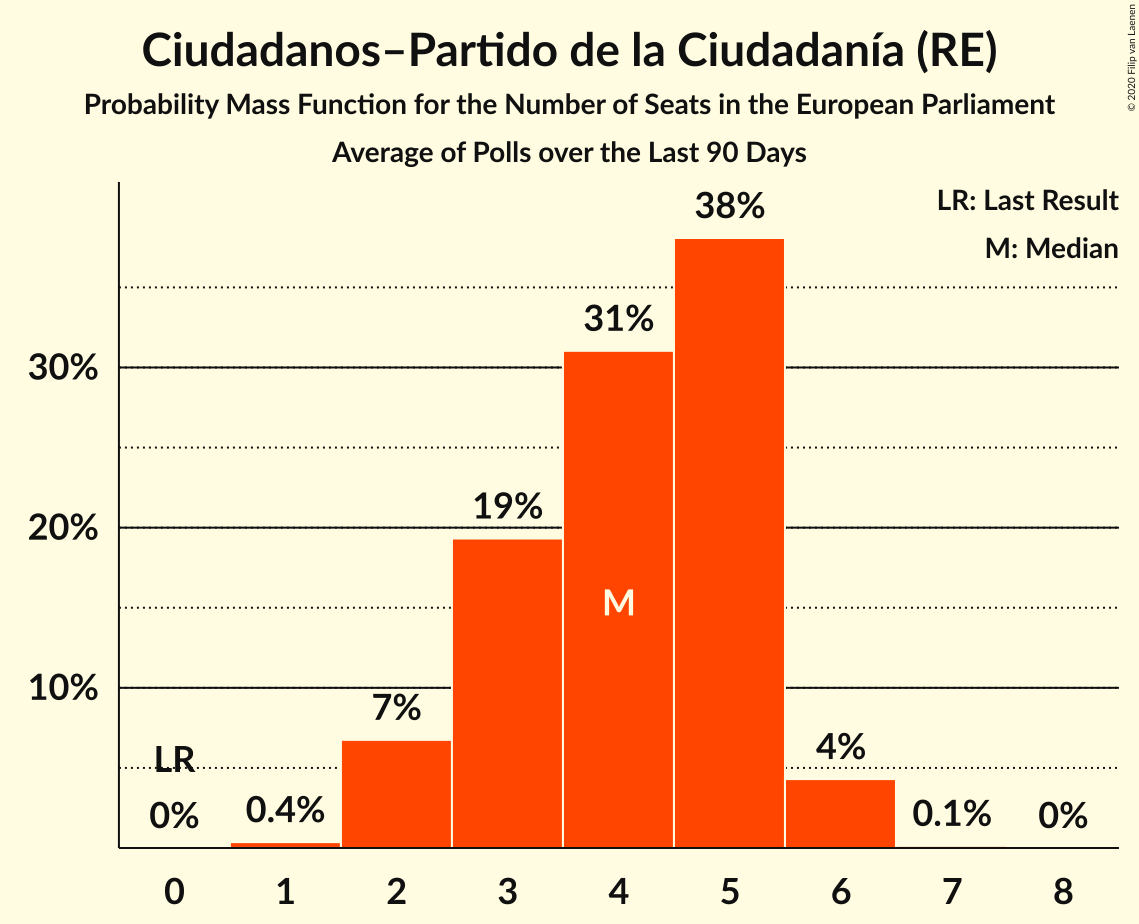 Ciudadanos–Partido de la Ciudadanía (RE)
Probability Mass Function for the Number of Seats in the European Parliament
Average of Polls over the Last 90 Days
© 2020 Filip van Laenen
LR: Last Result
M: Median
38%
31%
30%
19%
20%
M
10%
7%
LR
4%
0%
0.4%
0.1%
0%
0 1 2 3 4 5 6 7 8